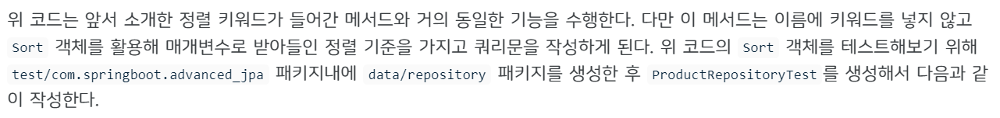 위 코드는 앞서 소개한 정렬 키워드가 들어간 메서드와 거의 동일한 기능을 수행한다. 다만 이 메서드는 이름에 키워드를 넣지 않고
Sort 객체를 활용해 매개변수로 받아들인 정렬 기준을 가지고 쿼리문을 작성하게 된다. 위 코드의 Sort 객체를 테스트해보기 위해
test/com.springboot.advanced_jpa 패키지내에 data/repository 패키지를 생성한 후 ProductRepositoryTest 를 생성해서 다음과 같
이 작성한다.